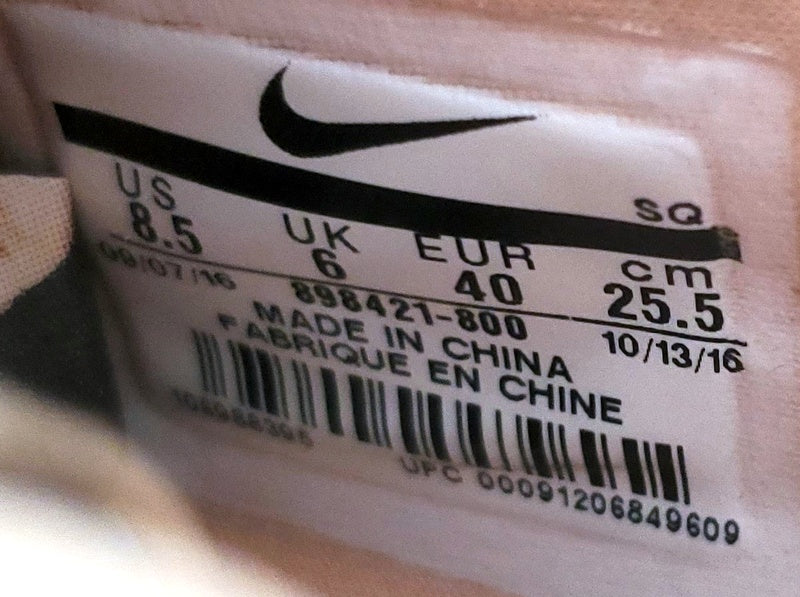 SQ
US UK EUR cm
8.5 6 40 25.5
09/07/16 898421-800 10/13/16
MADE IN CHINA
FABRIQUE EN CHINE
UPC 00091206849609